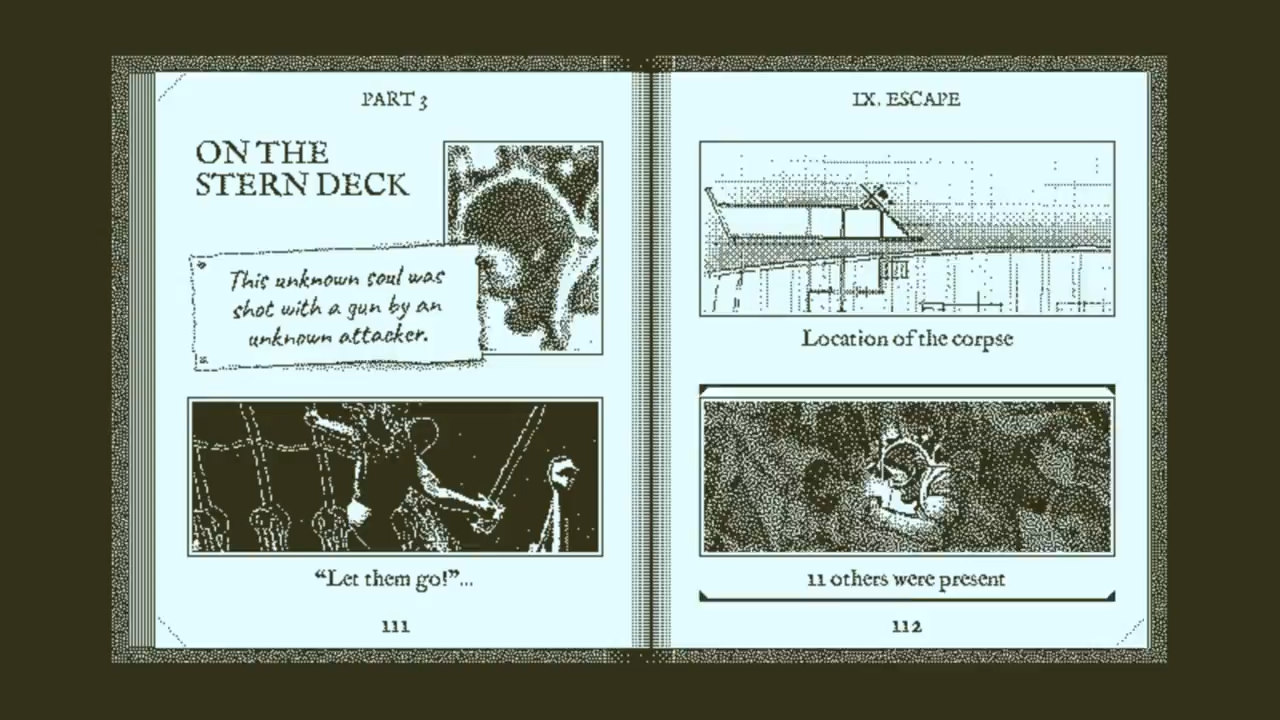 PART 3
ON THE
STERN DECK
This unknown soul was
shot with a gun by an
unknown attacker.
“Let them go!”...
111
IX. ESCAPE
Location of the corpse
11 others were present
112